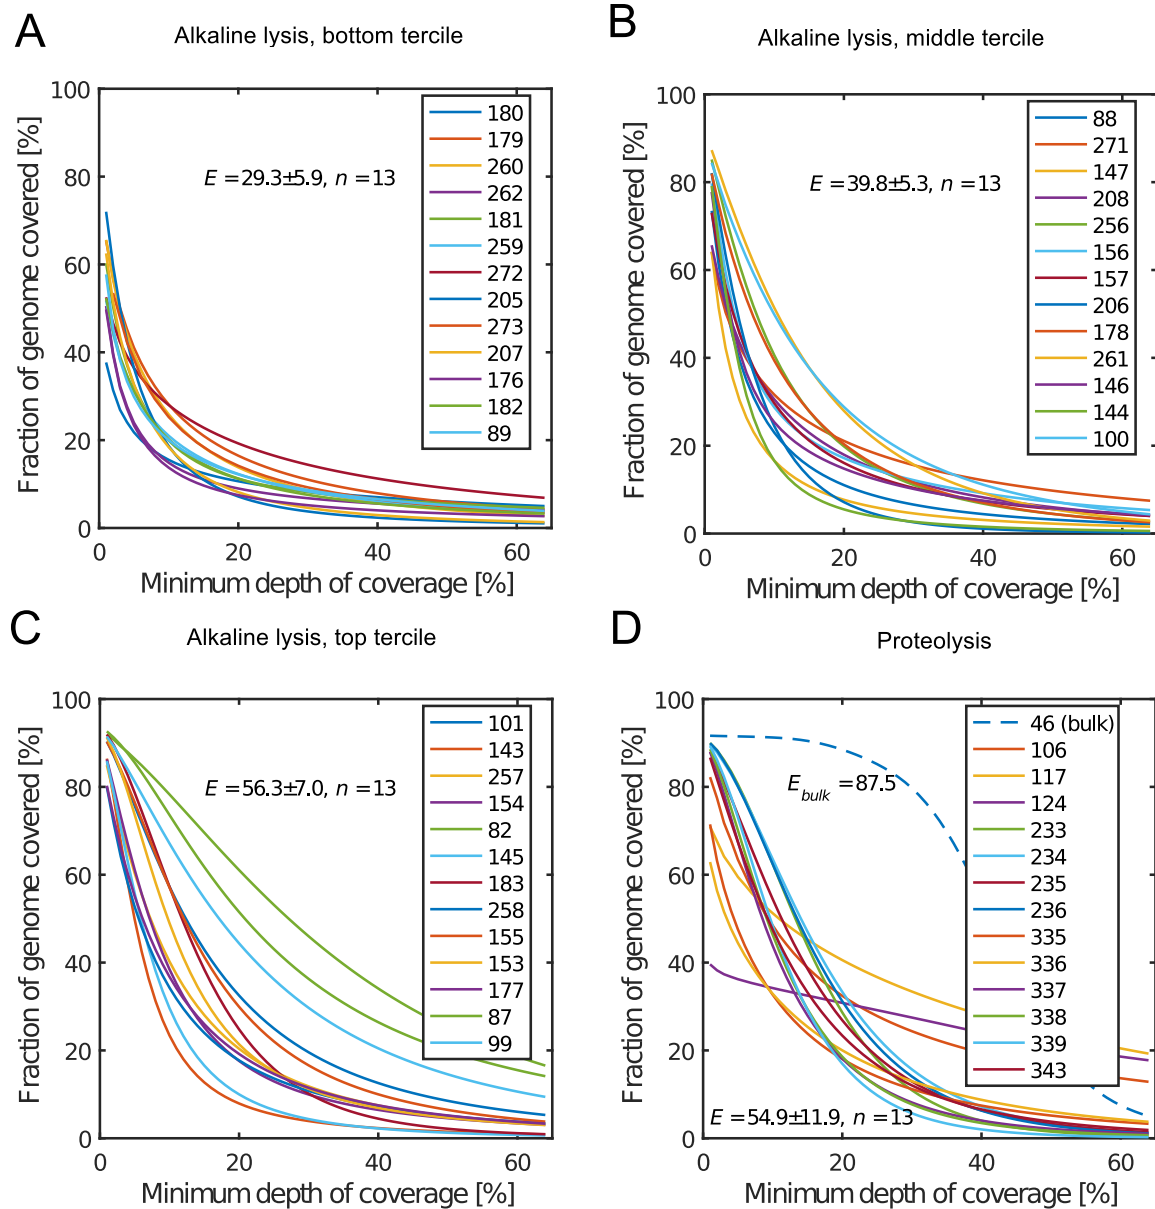 A
Alkaline lysis, bottom tercile
Fraction of genome covered [%]
100
80
60
40
20
0
E = 29.3±5.9, n = 13
180
179
260
262
181
259
272
205
273
207
176
182
89
0 20 40 60
Minimum depth of coverage [%]
B
Alkaline lysis, middle tercile
Fraction of genome covered [%]
100
80
60
40
20
0
E = 39.8±5.3, n = 13
88
271
147
208
256
156
157
206
178
261
146
144
100
0 20 40 60
Minimum depth of coverage [%]
C
Alkaline lysis, top tercile
Fraction of genome covered [%]
100
80
60
40
20
0
E = 56.3±7.0, n = 13
101
143
257
154
82
145
183
258
155
153
177
87
99
0 20 40 60
Minimum depth of coverage [%]
D
Proteolysis
Fraction of genome covered [%]
100
80
60
40
20
0
E bulk = 87.5
46 (bulk)
106
117
124
233
234
235
236
335
336
337
338
339
343
E = 54.9±11.9, n = 13
0 20 40 60
Minimum depth of coverage [%]